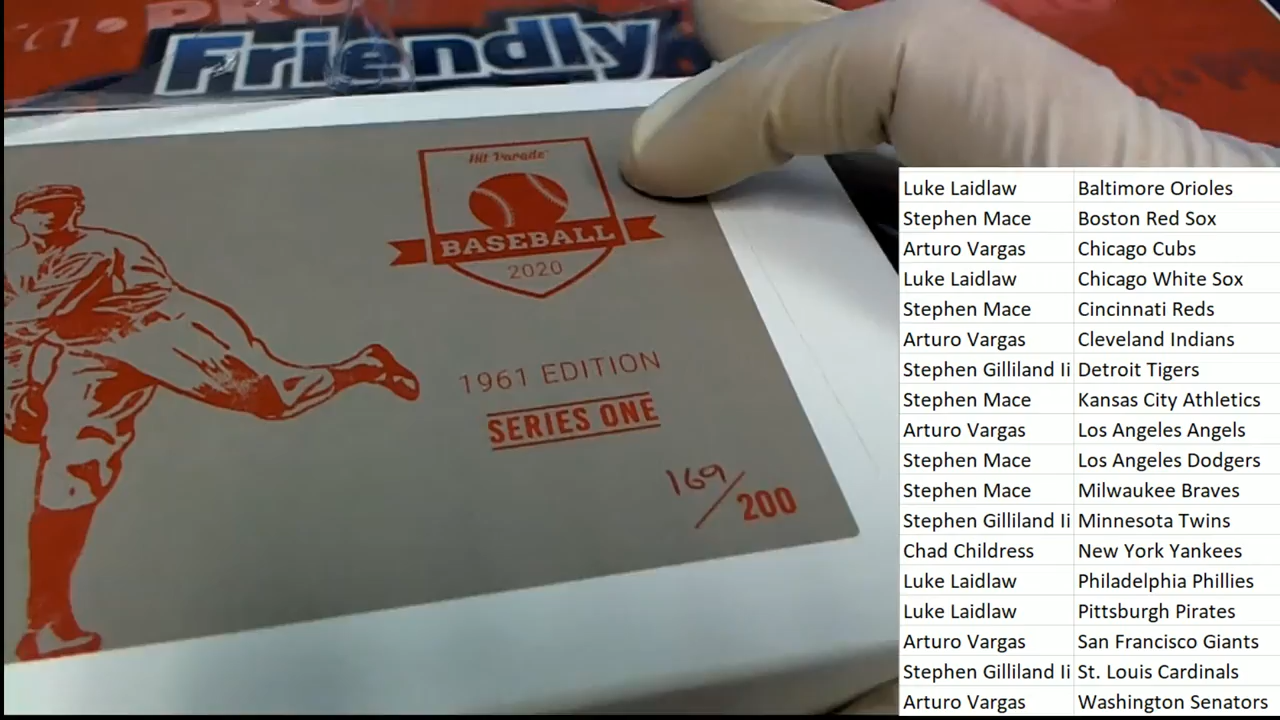 PRO
Friendly
Hit Parade
BASEBALL
2020
1961 EDITION
SERIES ONE
169/200
Luke Laidlaw Baltimore Orioles
Stephen Mace Boston Red Sox
Arturo Vargas Chicago Cubs
Luke Laidlaw Chicago White Sox
Stephen Mace Cincinnati Reds
Arturo Vargas Cleveland Indians
Stephen Gilliland Ii Detroit Tigers
Stephen Mace Kansas City Athletics
Arturo Vargas Los Angeles Angels
Stephen Mace Los Angeles Dodgers
Stephen Mace Milwaukee Braves
Stephen Gilliland Ii Minnesota Twins
Chad Childress New York Yankees
Luke Laidlaw Philadelphia Phillies
Luke Laidlaw Pittsburgh Pirates
Arturo Vargas San Francisco Giants
Stephen Gilliland Ii St. Louis Cardinals
Arturo Vargas Washington Senators